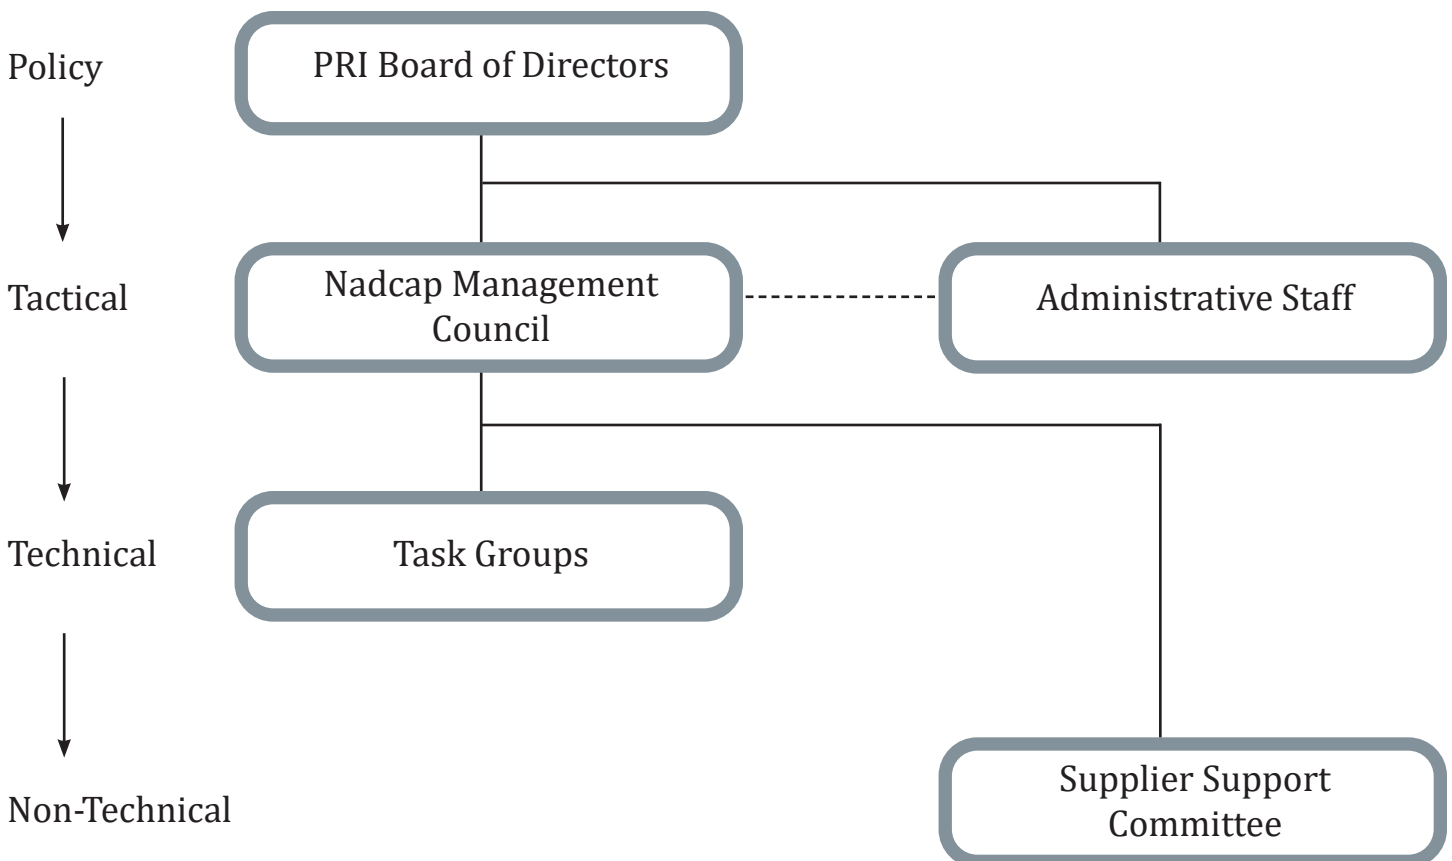 Policy
PRI Board of Directors
Tactical
Nadcap Management
Council
Administrative Staff
Technical
Task Groups
Non-Technical
Supplier Support
Committee